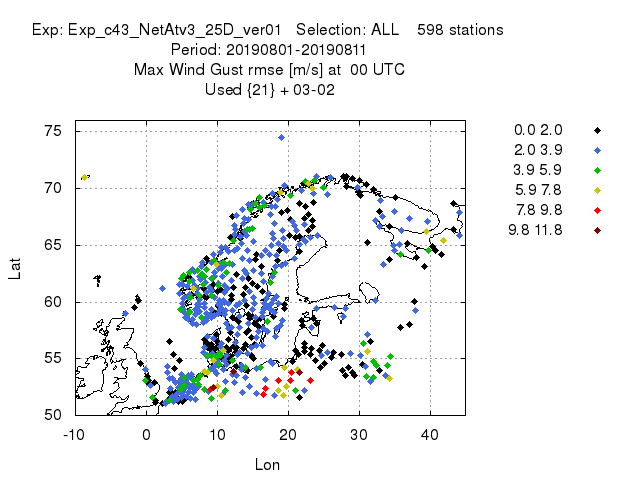 Exp: Exp_c43_NetAtv3_25D_ver01   Selection: ALL    598 stations
Period: 20190801-20190811
Max Wind Gust rmse [m/s] at  00 UTC
Used {21} + 03-02
0.0 2.0
2.0 3.9
3.9 5.9
5.9 7.8
7.8 9.8
9.8 11.8
75
70
65
60
55
50
Lat
-10 0 10 20 30 40
Lon